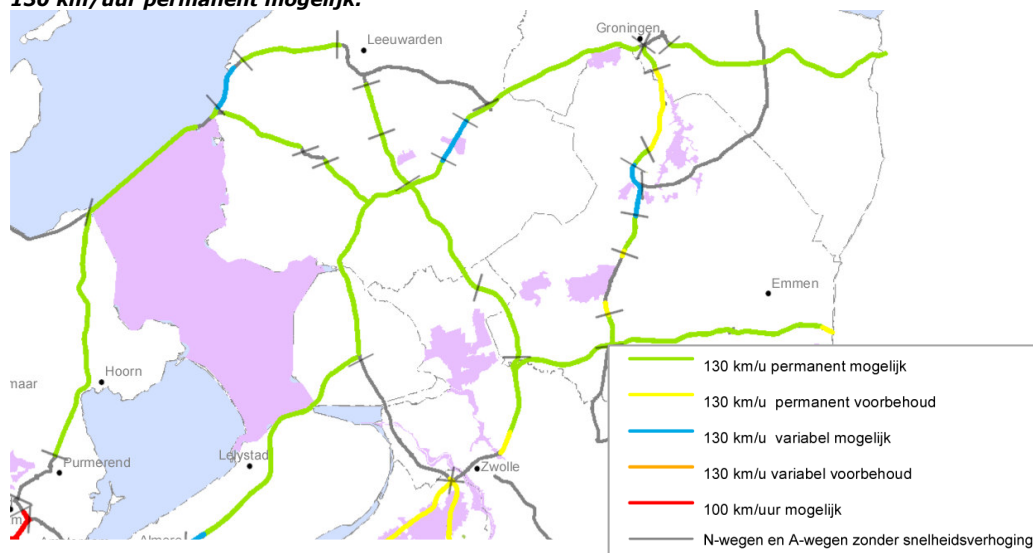 130 km/uur permanent mogelijk.
Leeuwarden
Groningen
Emmen
Hoorn
maar
Purmerend
Lelystad
Zwolle
m
Almere
130 km/u permanent mogelijk
130 km/u permanent voorbehoud
130 km/u variabel mogelijk
130 km/u variabel voorbehoud
100 km/uur mogelijk
N-wegen en A-wegen zonder snelheidsverhoging